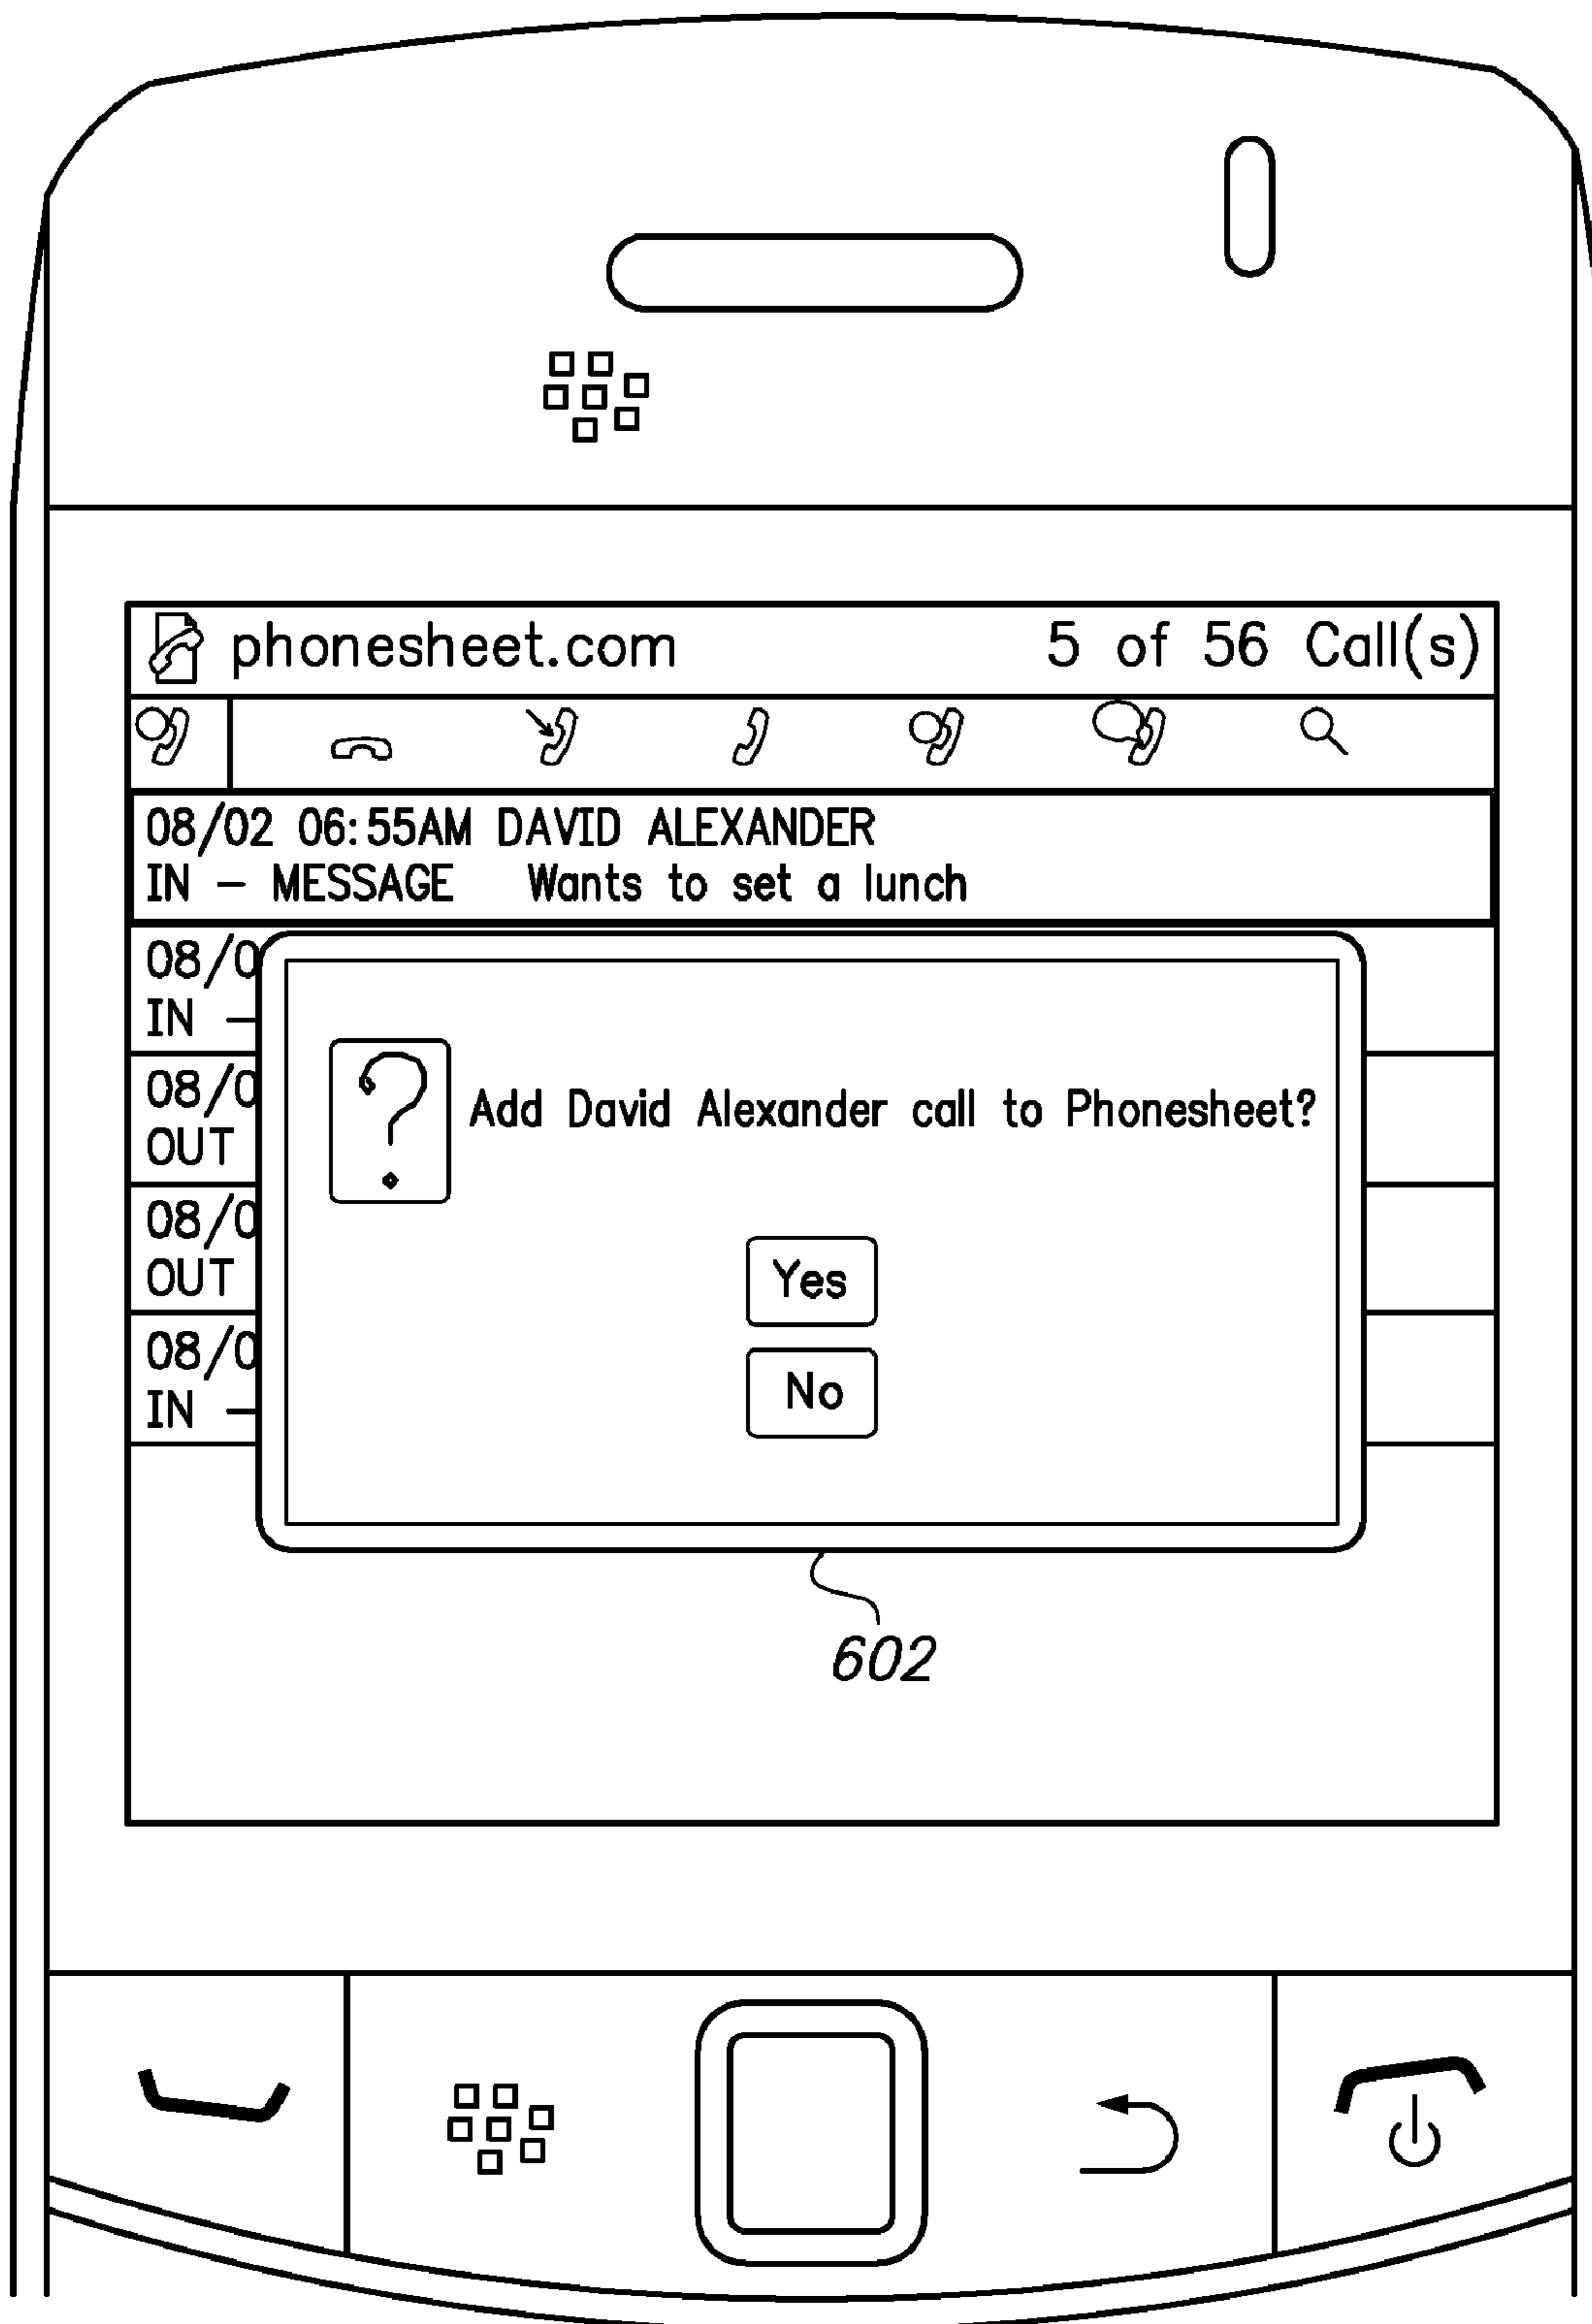 phonesheet.com 5 of 56 Call(s)
08/02 06:55AM DAVID ALEXANDER
IN – MESSAGE Wants to set a lunch
08/0
IN –
08/0
OUT
08/0
OUT
08/0
IN –
Add David Alexander call to Phonesheet?
Yes
No
602